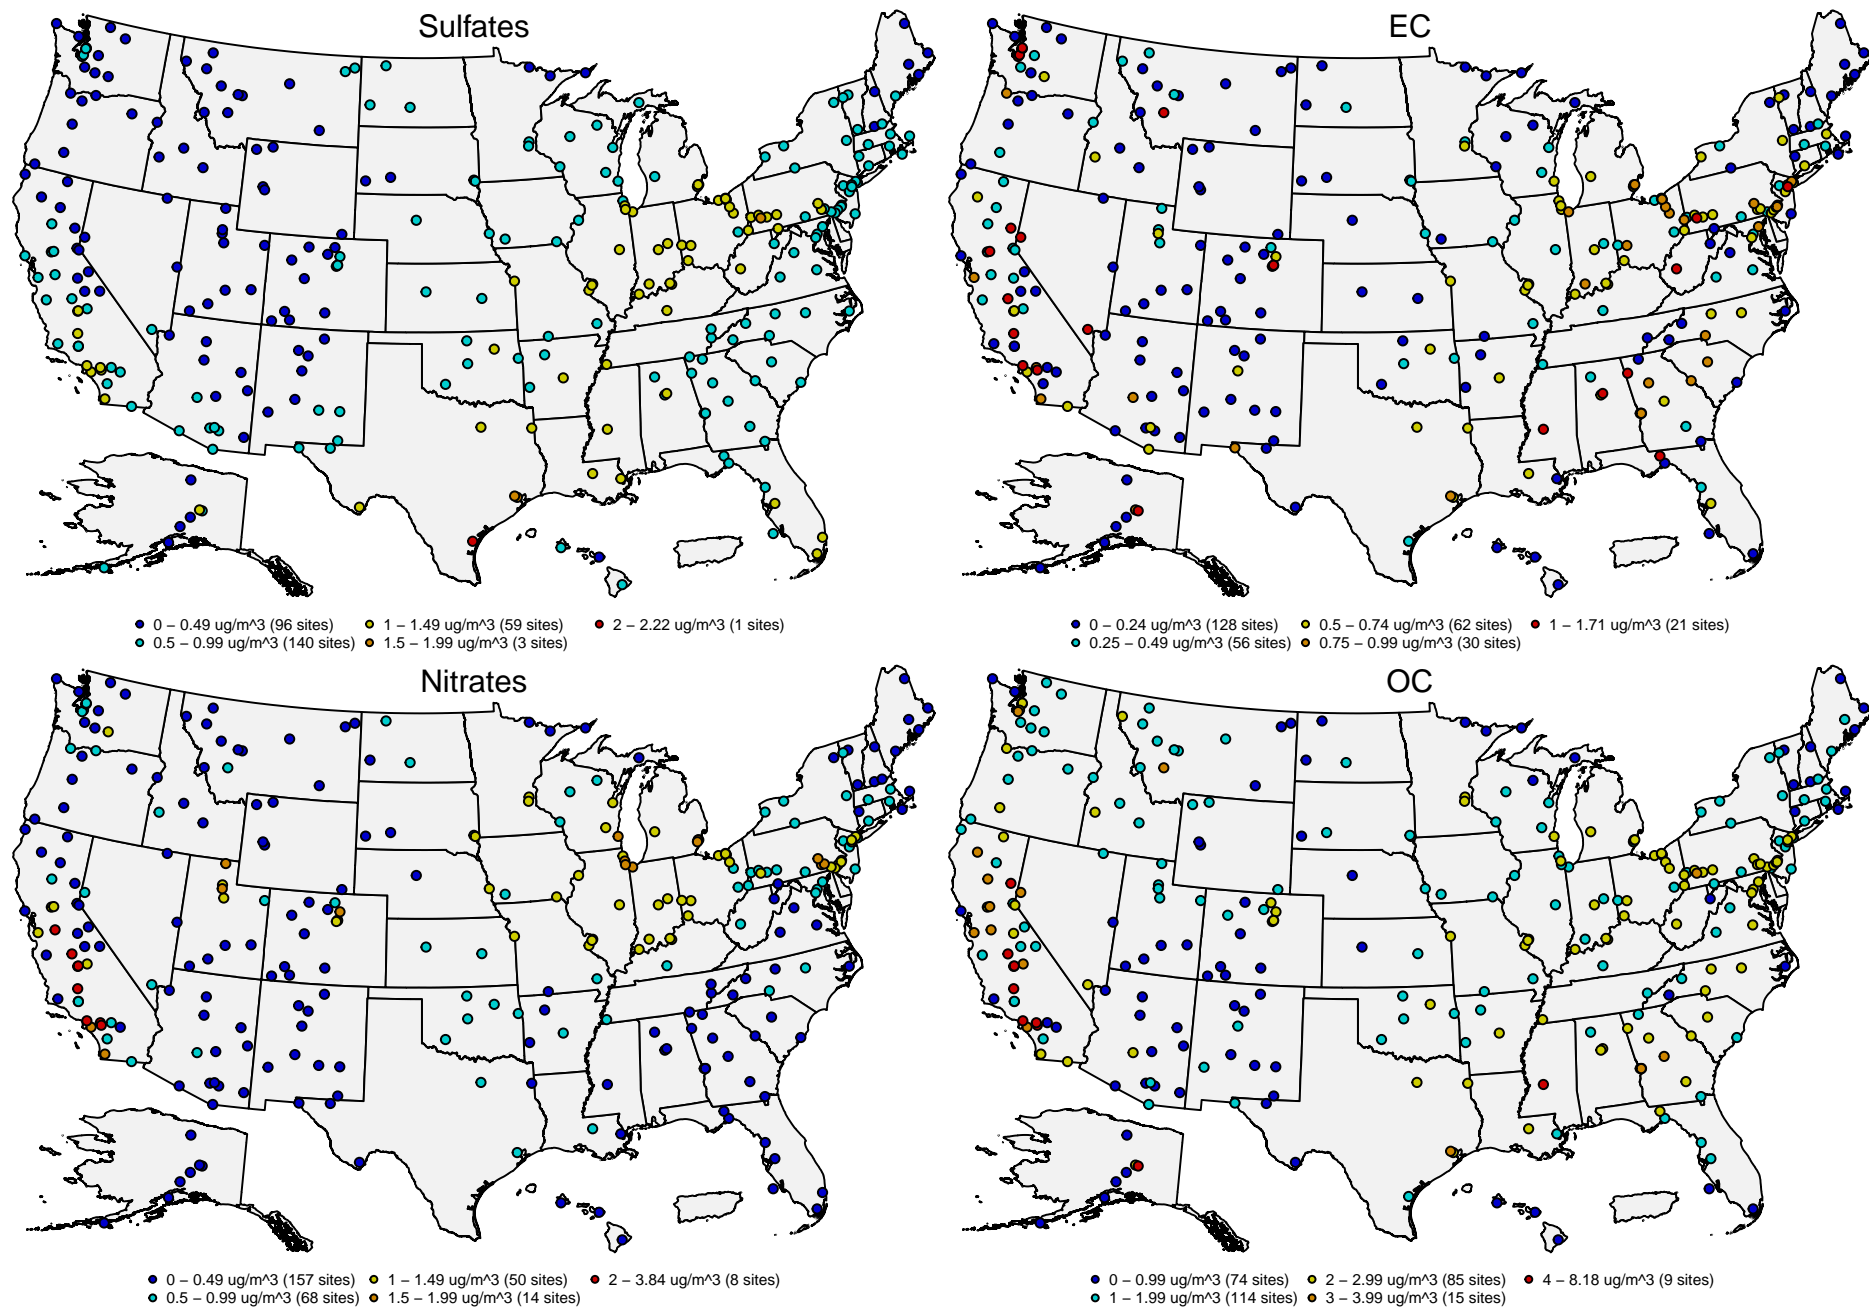 Sulfates
EC
0 – 0.49 ug/m^3 (96 sites)
1 – 1.49 ug/m^3 (59 sites)
2 – 2.22 ug/m^3 (1 sites)
0.5 – 0.99 ug/m^3 (140 sites)
1.5 – 1.99 ug/m^3 (3 sites)
0 – 0.24 ug/m^3 (128 sites)
0.5 – 0.74 ug/m^3 (62 sites)
1 – 1.71 ug/m^3 (21 sites)
0.25 – 0.49 ug/m^3 (56 sites)
0.75 – 0.99 ug/m^3 (30 sites)
Nitrates
OC
0 – 0.49 ug/m^3 (157 sites)
1 – 1.49 ug/m^3 (50 sites)
2 – 3.84 ug/m^3 (8 sites)
0.5 – 0.99 ug/m^3 (68 sites)
1.5 – 1.99 ug/m^3 (14 sites)
0 – 0.99 ug/m^3 (74 sites)
2 – 2.99 ug/m^3 (85 sites)
4 – 8.18 ug/m^3 (9 sites)
1 – 1.99 ug/m^3 (114 sites)
3 – 3.99 ug/m^3 (15 sites)